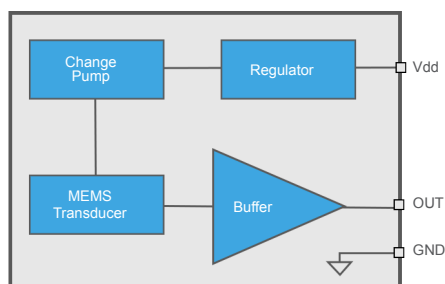 Change
Pump
Regulator
Vdd
MEMS
Transducer
Buffer
OUT
GND